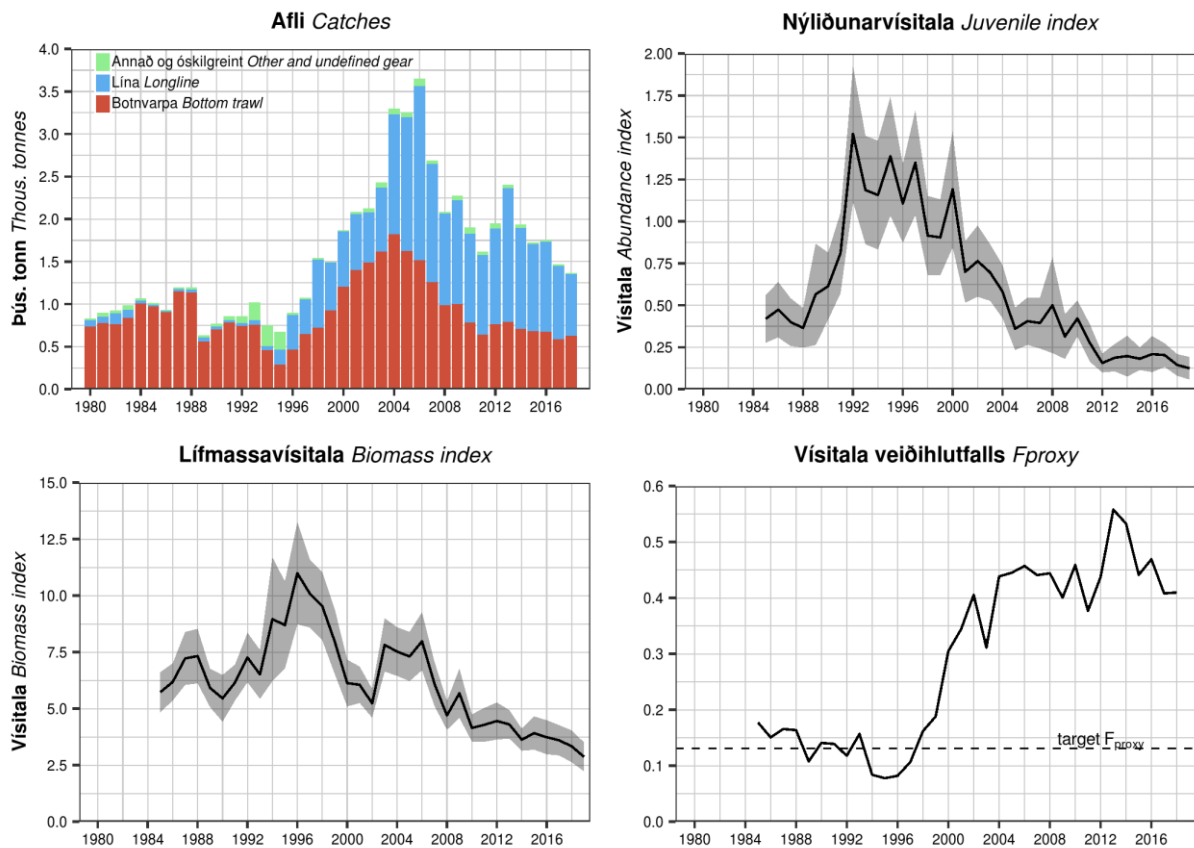 Afli Catches
Þús. tonn Thous. tonnes
4.0
3.5
3.0
2.5
2.0
1.5
1.0
0.5
0.0
Annað og óskilgreint Other and undefined gear
Lína Longline
Botnvarpa Bottom trawl
1980 1984 1988 1992 1996 2000 2004 2008 2012 2016
Nýliðunarvísitala Juvenile index
Vísitala Abundance index
2.00
1.75
1.50
1.25
1.00
0.75
0.50
0.25
0.00
1980 1984 1988 1992 1996 2000 2004 2008 2012 2016
Lífmassavísitala Biomass index
Vísitala Biomass index
15.0
12.5
10.0
7.5
5.0
2.5
0.0
1980 1984 1988 1992 1996 2000 2004 2008 2012 2016
Vísitala veiðihlutfalls Fproxy
0.6
0.5
0.4
0.3
0.2
0.1
0.0
target Fproxy
1980 1984 1988 1992 1996 2000 2004 2008 2012 2016